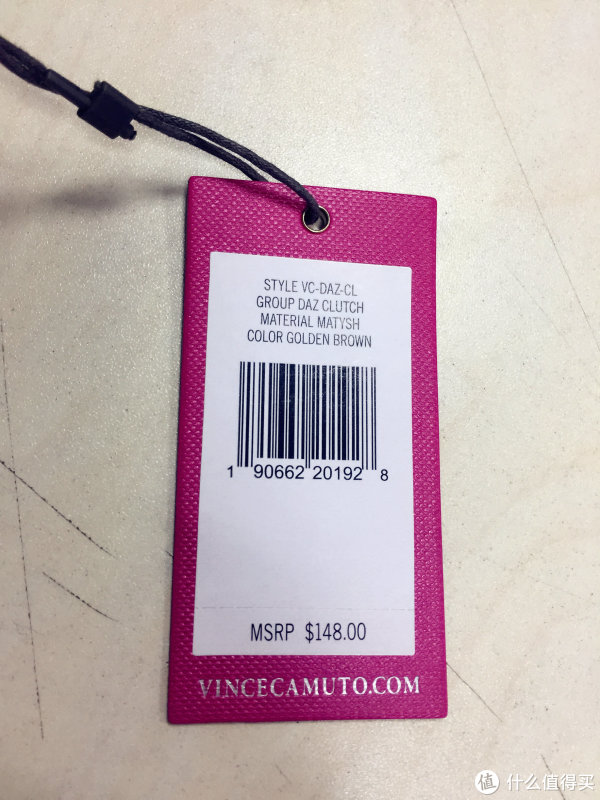 STYLE VC-DAZ-CL
GROUP DAZ CLUTCH
MATERIAL MATYSH
COLOR GOLDEN BROWN
1 90662 20192 8
MSRP $148.00
VINCECAMUTO.COM
值 什么值得买